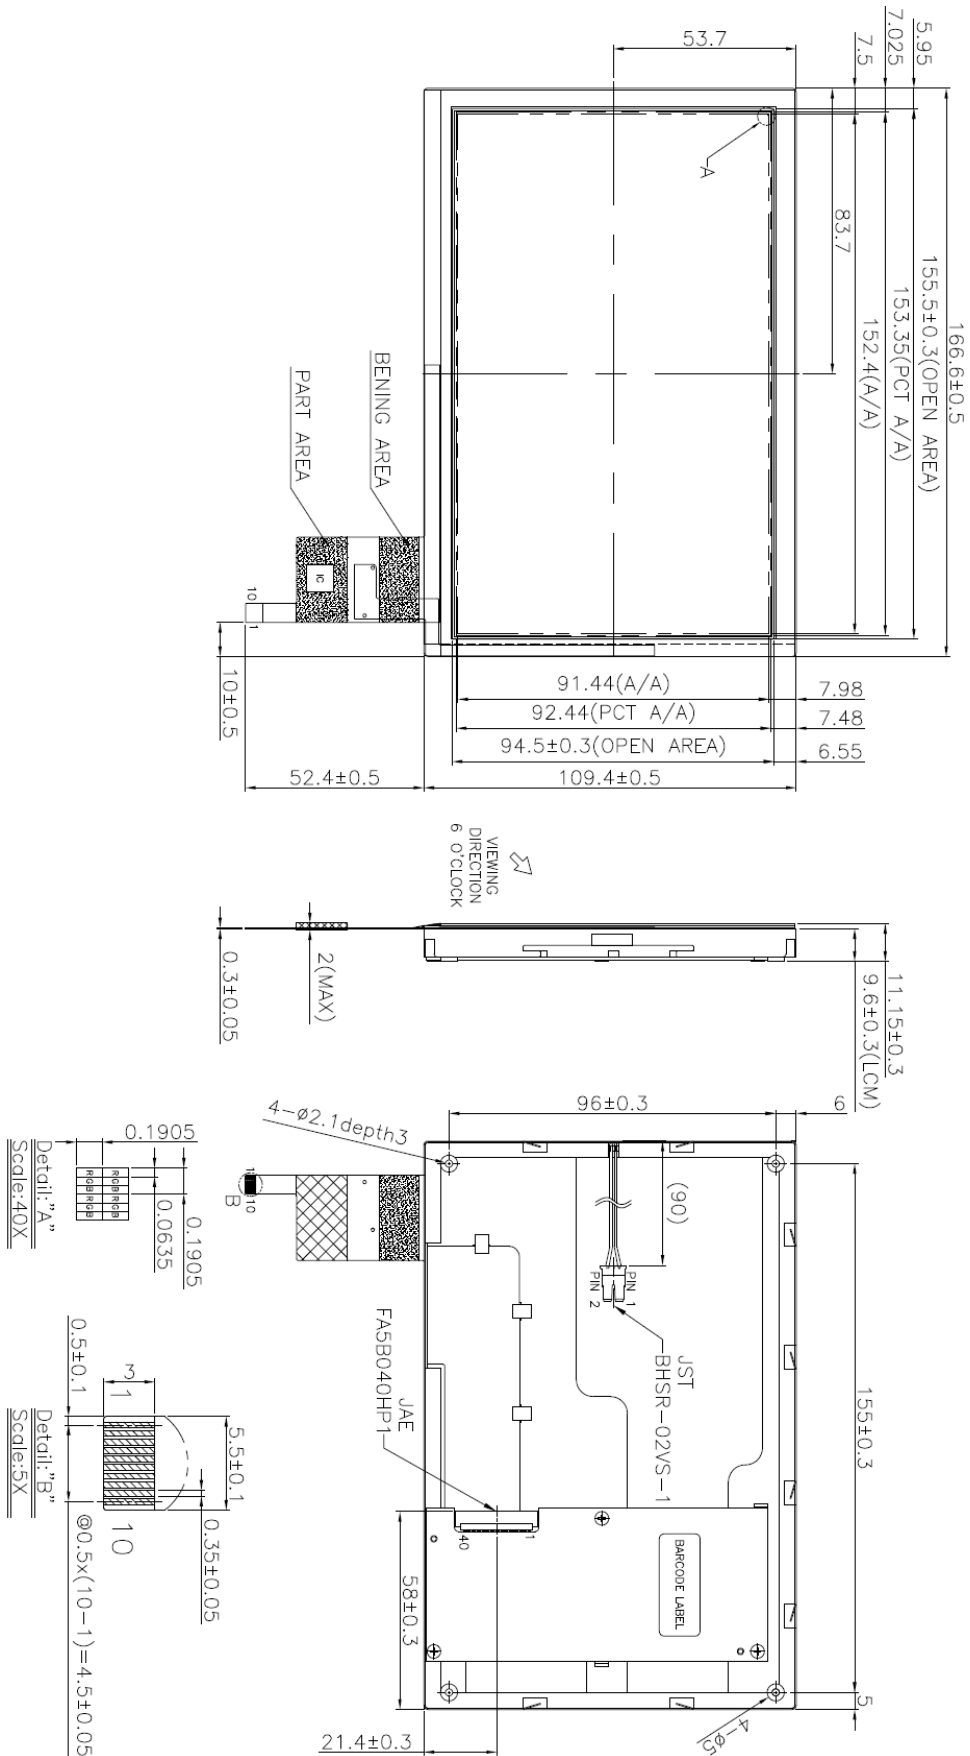 166.6±0.5
155.5±0.3(OPEN AREA)
153.35(PCT A/A)
152.4(A/A)
83.7
5.95
7.025
7.5
53.7
A
BENING AREA
PART AREA
IC
10
1
10±0.5
91.44(A/A)
7.98
92.44(PCT A/A)
7.48
94.5±0.3(OPEN AREA)
6.55
52.4±0.5
109.4±0.5
VIEWING
DIRECTION
6 O'CLOCK
11.15±0.3
9.6±0.3(LCM)
2(MAX)
0.3±0.05
4-ø2.1depth3
96±0.3
6
(90)
PIN 1
PIN 2
JST
BHSR-02VS-1
155±0.3
JAE
FA5B040HP1
1
40
BARCODE LABEL
58±0.3
5
4-ø5
21.4±0.3
1
10
B
0.1905
RGBRGB
RGBRGB
0.0635
0.1905
Detail:"A"
Scale:40X
3
1
10
5.5±0.1
0.35±0.05
0.5±0.1
@0.5x(10-1)=4.5±0.05
Detail:"B"
Scale:5X